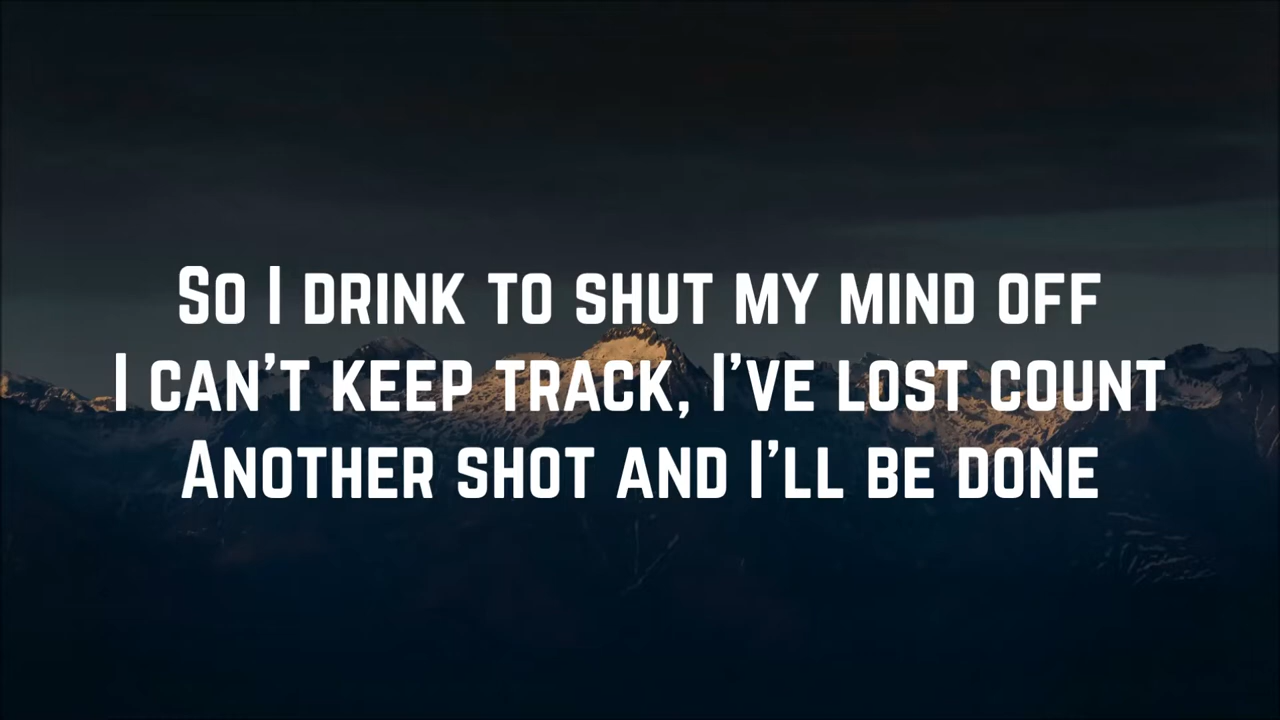 So I drink to shut my mind off
I can’t keep track, I’ve lost count
Another shot and I’ll be done